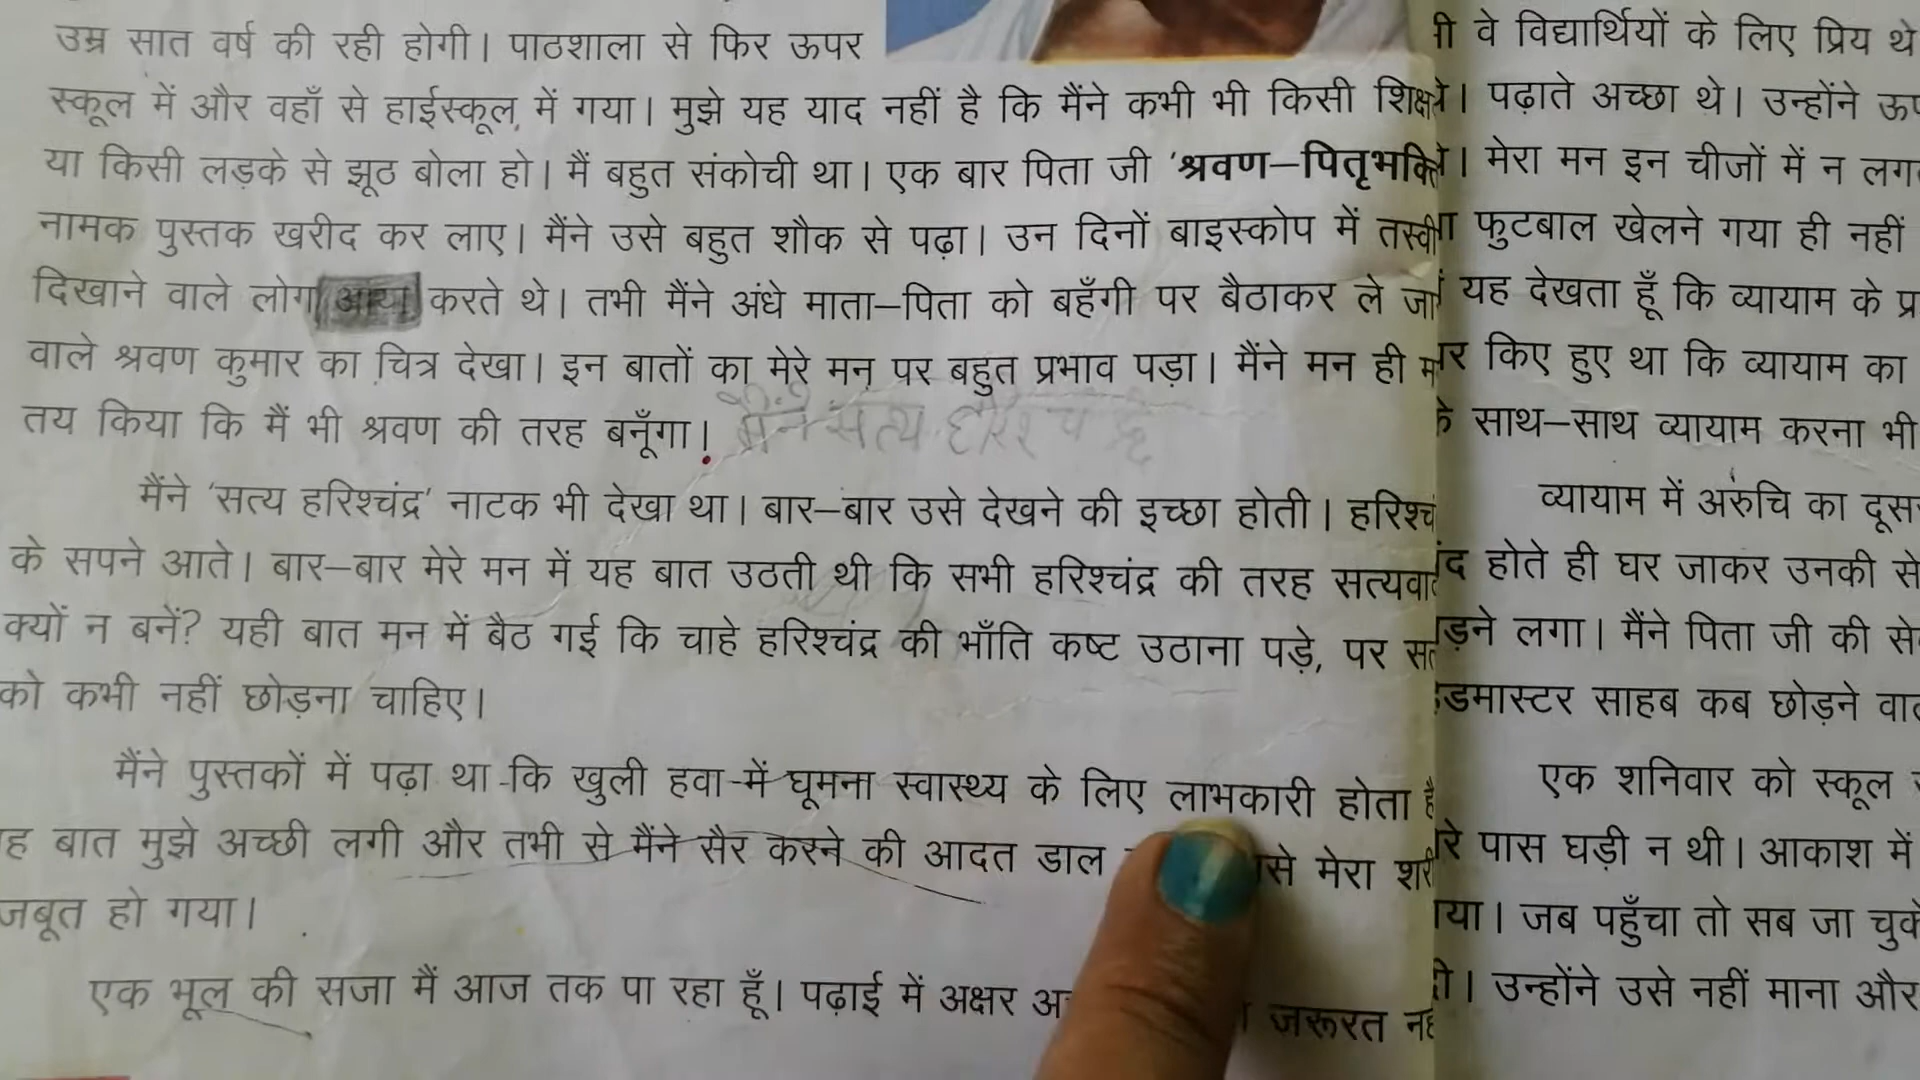 उम्र सात वर्ष की रही होगी। पाठशाला से फिर ऊपर
स्कूल में और वहाँ से हाईस्कूल में गया। मुझे यह याद नहीं है कि मैंने कभी भी किसी
या किसी लड़के से झूठ बोला हो। मैं बहुत संकोची था। एक बार पिता जी 'श्रवण–पितृभक्ति
नामक पुस्तक खरीद कर लाए। मैंने उसे बहुत शौक से पढ़ा। उन दिनों बाइस्कोप में
दिखाने वाले लोग आया करते थे। तभी मैंने अंधे माता–पिता को बहँगी पर बैठाकर ले
वाले श्रवण कुमार का चित्र देखा। इन बातों का मेरे मन पर बहुत प्रभाव पड़ा। मैंने मन ही
तय किया कि मैं भी श्रवण की तरह बनूँगा!
मैंने सत्य
मैंने 'सत्य हरिश्चंद्र' नाटक भी देखा था। बार–बार उसे देखने की इच्छा होती।
के सपने आते। बार–बार मेरे मन में यह बात उठती थी कि सभी हरिश्चंद्र की तरह
क्यों न बनें? यही बात मन में बैठ गई कि चाहे हरिश्चंद्र की भाँति कष्ट उठाना पड़े, पर
को कभी नहीं छोड़ना चाहिए।
मैंने पुस्तकों में पढ़ा था कि खुली हवा में घूमना स्वास्थ्य के लिए लाभकारी होता
बात मुझे अच्छी लगी और तभी से मैंने सैर करने की आदत डाल मेरा
हो गया।
एक भूल की सजा मैं आज तक पा रहा हूँ। पढ़ाई में अक्षर जरूरत
वे विद्यार्थियों के लिए प्रिय थे
पढ़ाते अच्छा थे। उन्होंने
मेरा मन इन चीजों में न
फुटबाल खेलने गया ही नहीं
यह देखता हूँ कि व्यायाम के
किए हुए था कि व्यायाम का
साथ–साथ व्यायाम करना भी
व्यायाम में अरुचि का
होते ही घर जाकर उनकी
लगा। मैंने पिता जी की
साहब कब छोड़ने
एक शनिवार को स्कूल
पास घड़ी न थी। आकाश में
जब पहुँचा तो सब जा
उन्होंने उसे नहीं माना और